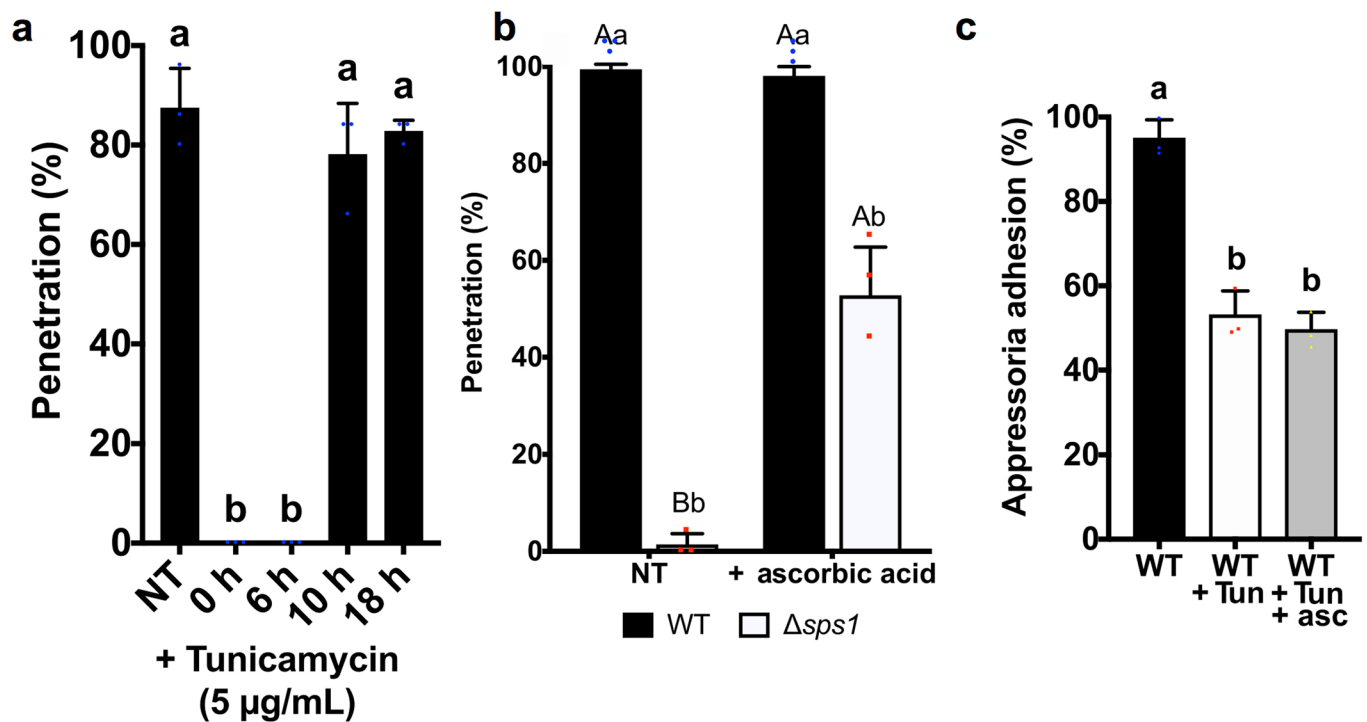 a
100
80
60
40
20
0
Penetration (%)
a
b
b
a
a
NT
0 h
6 h
10 h
18 h
+ Tunicamycin
(5 µg/mL)
b
100
80
60
40
20
0
Penetration (%)
Aa
Bb
Aa
Ab
NT
+ ascorbic acid
WT
Δsps1
c
100
80
60
40
20
0
Appressoria adhesion (%)
a
b
b
WT
WT
+ Tun
WT
+ Tun
+ asc